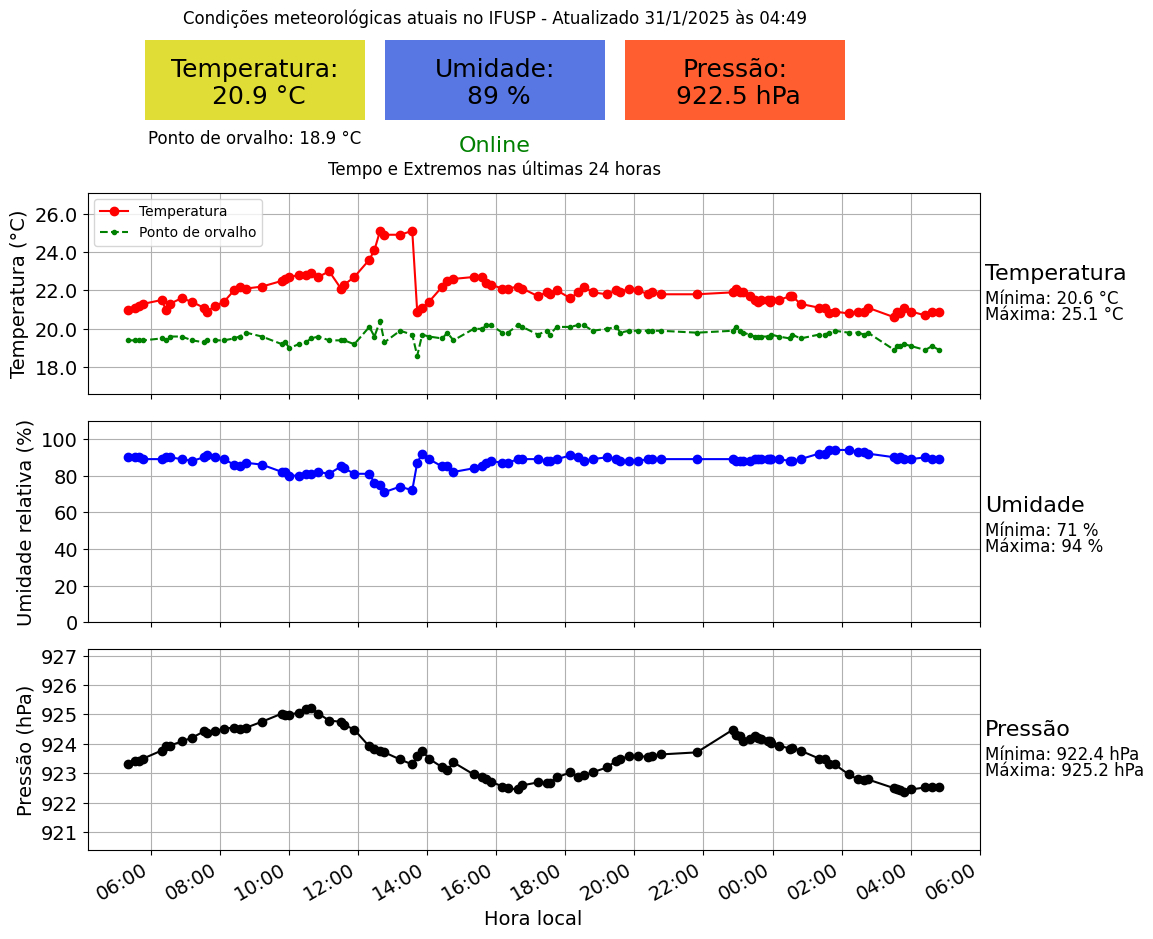 Condições meteorológicas atuais no IFUSP - Atualizado 31/1/2025 às 04:49
Temperatura:
20.9 °C
Umidade:
89 %
Pressão:
922.5 hPa
Ponto de orvalho: 18.9 °C
Online
Tempo e Extremos nas últimas 24 horas
Temperatura (°C)
26.0
24.0
22.0
20.0
18.0
Temperatura
Ponto de orvalho
Temperatura
Mínima: 20.6 °C
Máxima: 25.1 °C
Umidade relativa (%)
100
80
60
40
20
0
Umidade
Mínima: 71 %
Máxima: 94 %
Pressão (hPa)
927
926
925
924
923
922
921
Pressão
Mínima: 922.4 hPa
Máxima: 925.2 hPa
06:00 08:00 10:00 12:00 14:00 16:00 18:00 20:00 22:00 00:00 02:00 04:00 06:00
Hora local